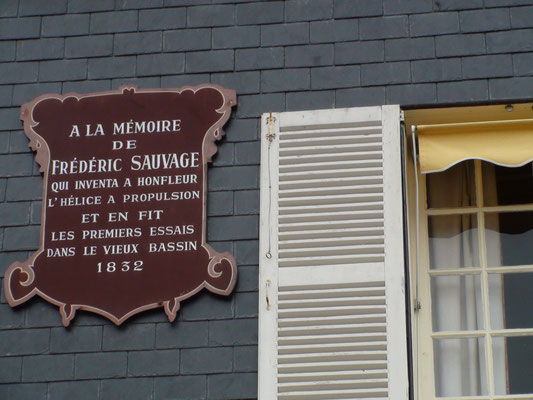 A LA MÉMOIRE
DE
FRÉDÉRIC SAUVAGE
QUI INVENTA A HONFLEUR
L'HÉLICE A PROPULSION
ET EN FIT
LES PREMIERS ESSAIS
DANS LE VIEUX BASSIN
1832